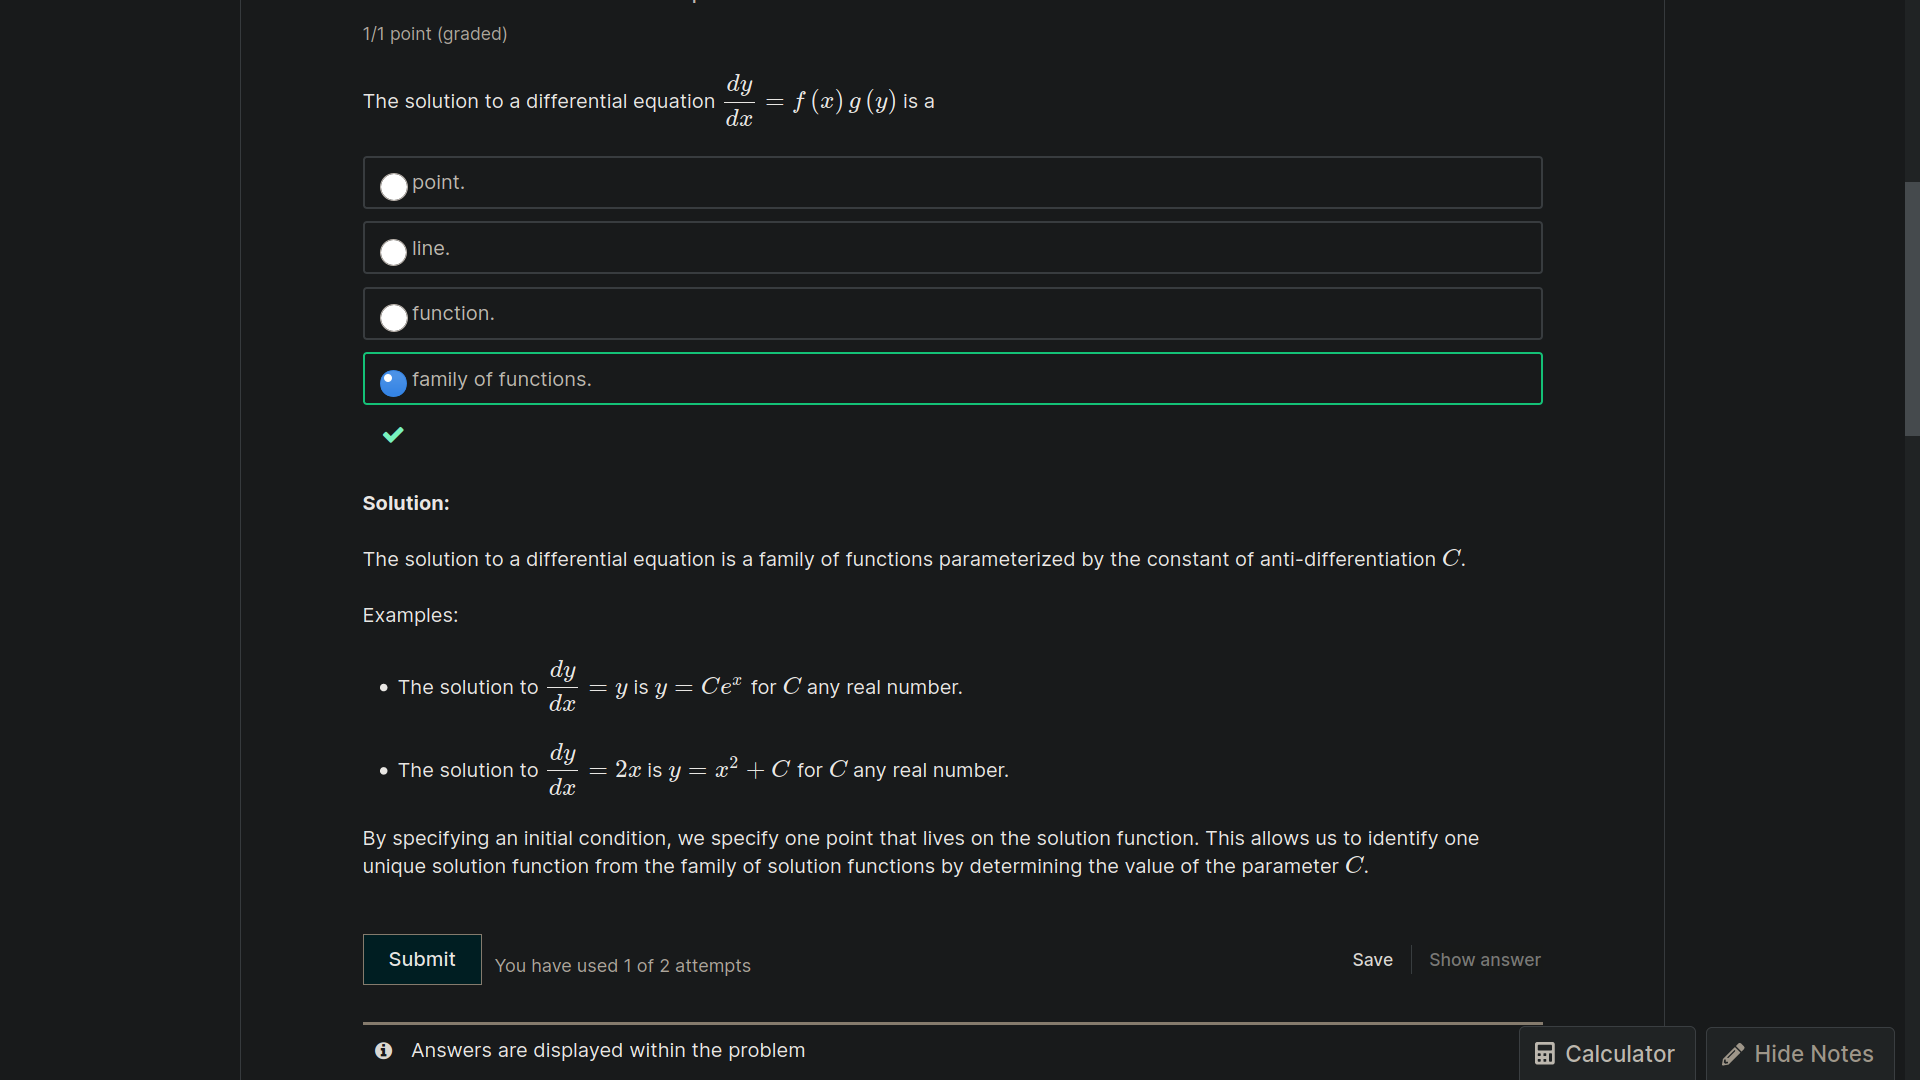 1/1 point (graded)
The solution to a differential equation dy/dx = f (x) g (y) is a
point.
line.
function.
family of functions.
Solution:
The solution to a differential equation is a family of functions parameterized by the constant of anti-differentiation C.
Examples:
• The solution to dy/dx = y is y = Ce^x for C any real number.
• The solution to dy/dx = 2x is y = x^2 + C for C any real number.
By specifying an initial condition, we specify one point that lives on the solution function. This allows us to identify one
unique solution function from the family of solution functions by determining the value of the parameter C.
Submit
You have used 1 of 2 attempts
Save
Show answer
Answers are displayed within the problem
Calculator
Hide Notes